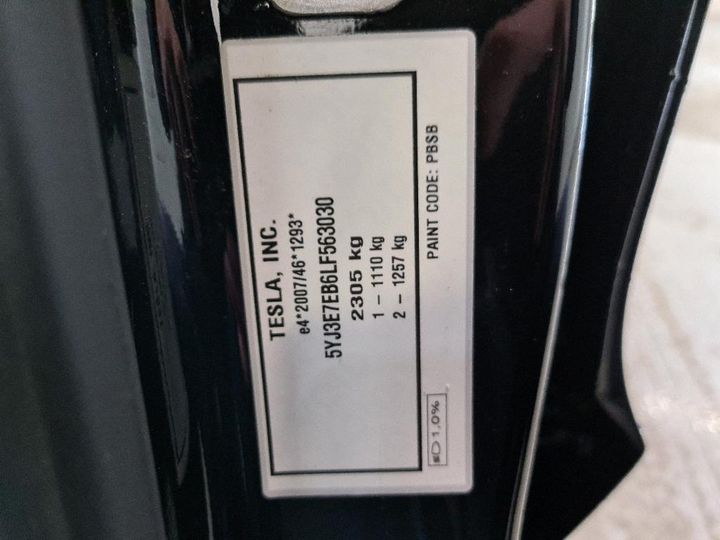 TESLA, INC.
e4*2007/46*1293*
5YJ3E7EB6LF563030
2305 kg
1 – 1110 kg
2 – 1257 kg
1,0%
PAINT CODE: PBSB